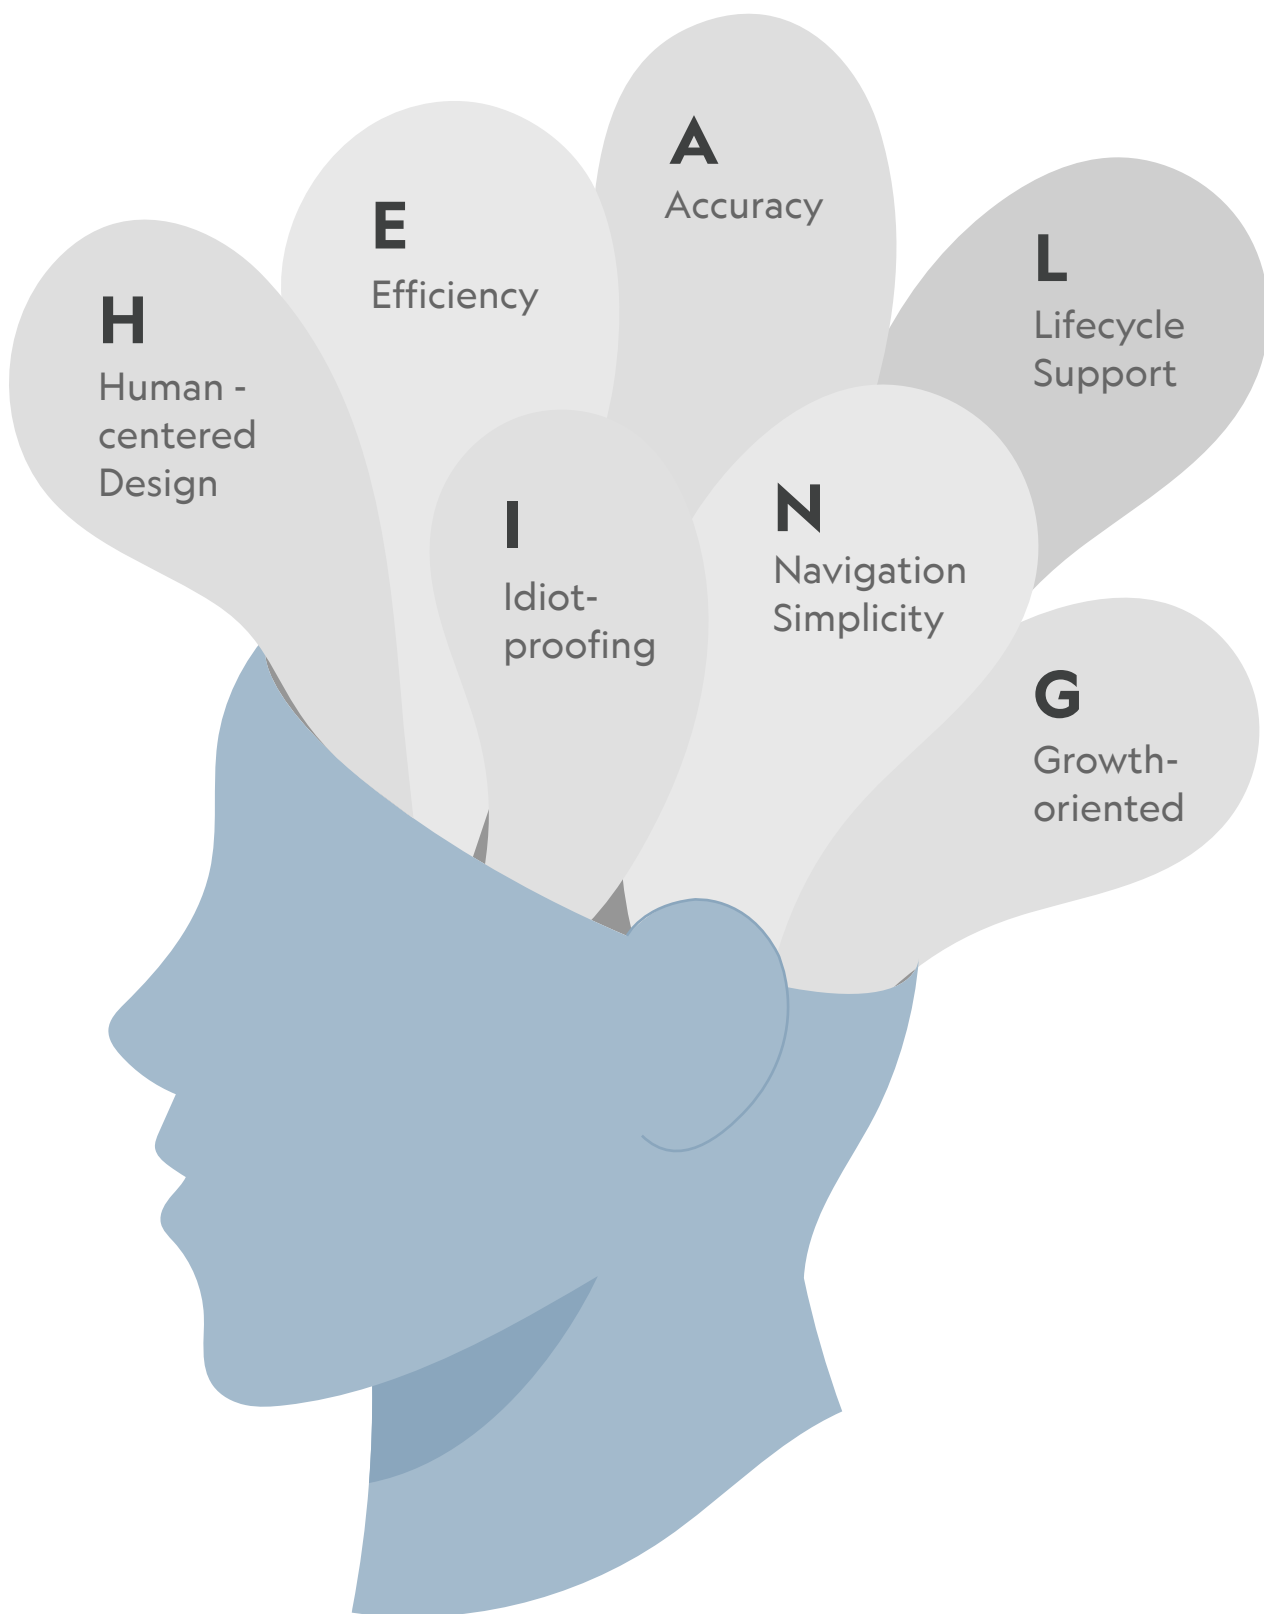 H
Human -
centered
Design
E
Efficiency
A
Accuracy
L
Lifecycle
Support
I
Idiot-
proofing
N
Navigation
Simplicity
G
Growth-
oriented